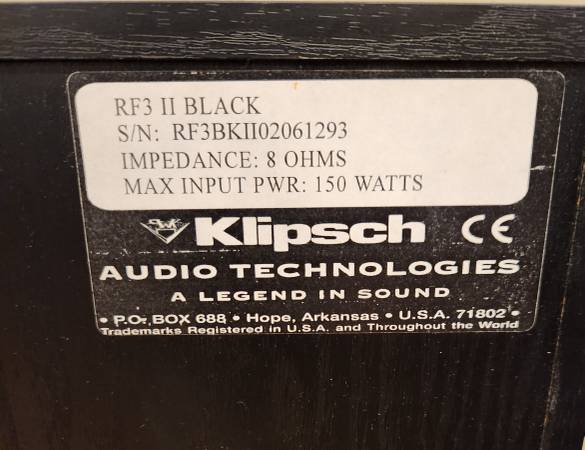 RF3 II BLACK
S/N: RF3BKII02061293
IMPEDANCE: 8 OHMS
MAX INPUT PWR: 150 WATTS
Klipsch CE
AUDIO TECHNOLOGIES
A LEGEND IN SOUND
• P.O. BOX 688 • Hope, Arkansas • U.S.A. 71802 •
Trademarks Registered in U.S.A. and Throughout the World